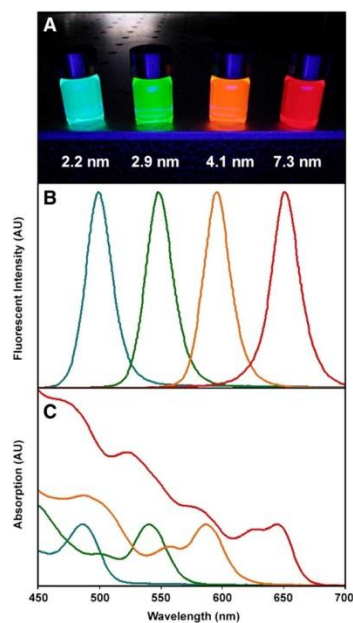 A
2.2 nm 2.9 nm 4.1 nm 7.3 nm
B
Fluorescent Intensity (AU)
C
Absorption (AU)
450 500 550 600 650 700
Wavelength (nm)